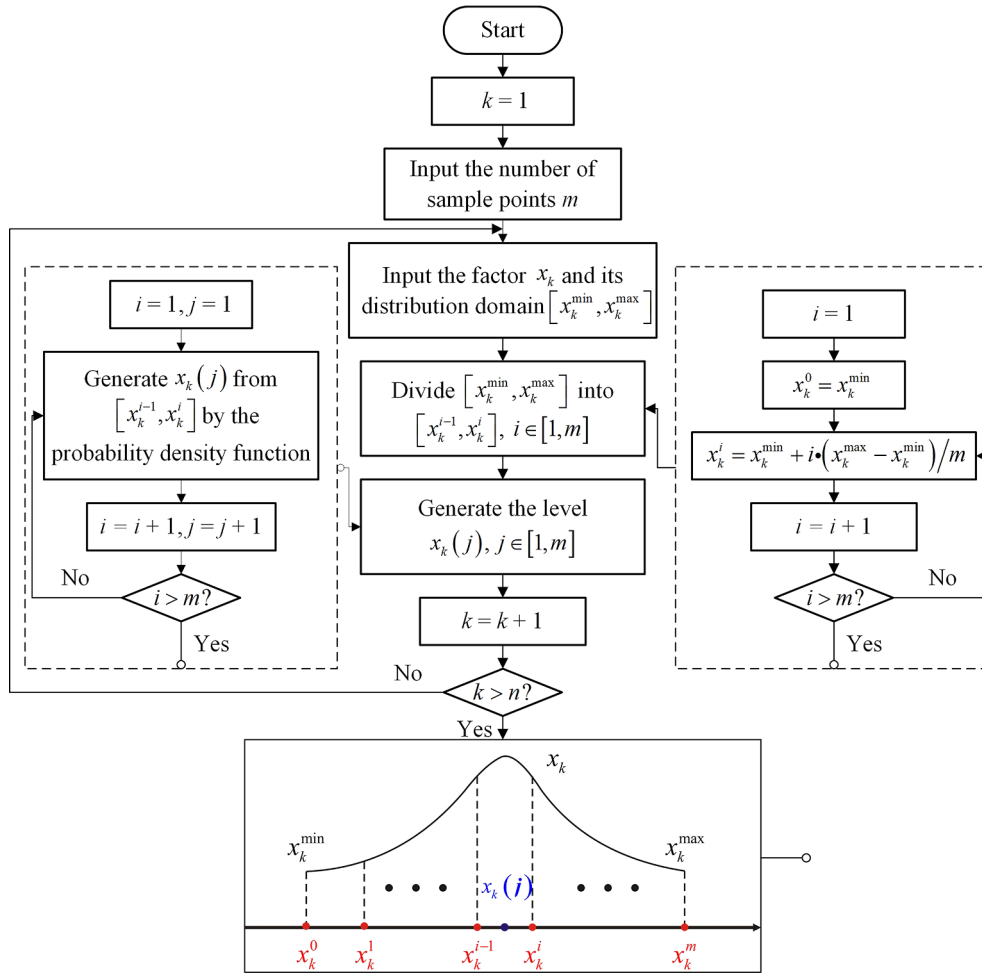 Start
k = 1
Input the number of
sample points m
Input the factor x_k and its
distribution domain [x_k^min, x_k^max]
Divide [x_k^min, x_k^max] into
[x_k^{i-1}, x_k^i], i ∈ [1, m]
Generate the level
x_k(j), j ∈ [1, m]
k = k + 1
k > n?
No
Yes
i = 1, j = 1
Generate x_k(j) from
[x_k^{i-1}, x_k^i] by the
probability density function
i = i + 1, j = j + 1
i > m?
No
Yes
i = 1
x_k^0 = x_k^min
x_k^i = x_k^min + i•(x_k^max − x_k^min)/m
i = i + 1
i > m?
No
Yes
x_k
x_k^min
x_k^max
x_k(j)
x_k^0 x_k^1 x_k^{i-1} x_k^i x_k^m